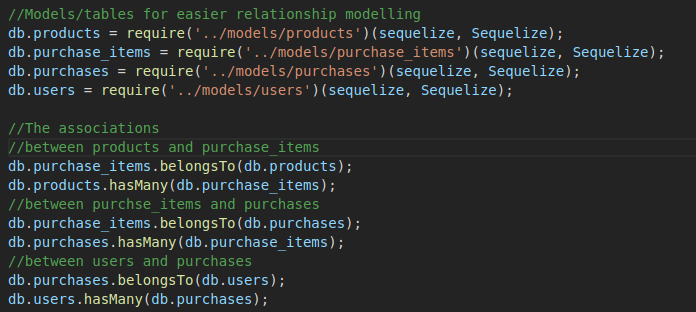 //Models/tables for easier relationship modelling
db.products = require('../models/products')(sequelize, Sequelize);
db.purchase_items = require('../models/purchase_items')(sequelize, Sequelize);
db.purchases = require('../models/purchases')(sequelize, Sequelize);
db.users = require('../models/users')(sequelize, Sequelize);
//The associations
//between products and purchase_items
db.purchase_items.belongsTo(db.products);
db.products.hasMany(db.purchase_items);
//between purchse_items and purchases
db.purchase_items.belongsTo(db.purchases);
db.purchases.hasMany(db.purchase_items);
//between users and purchases
db.purchases.belongsTo(db.users);
db.users.hasMany(db.purchases);